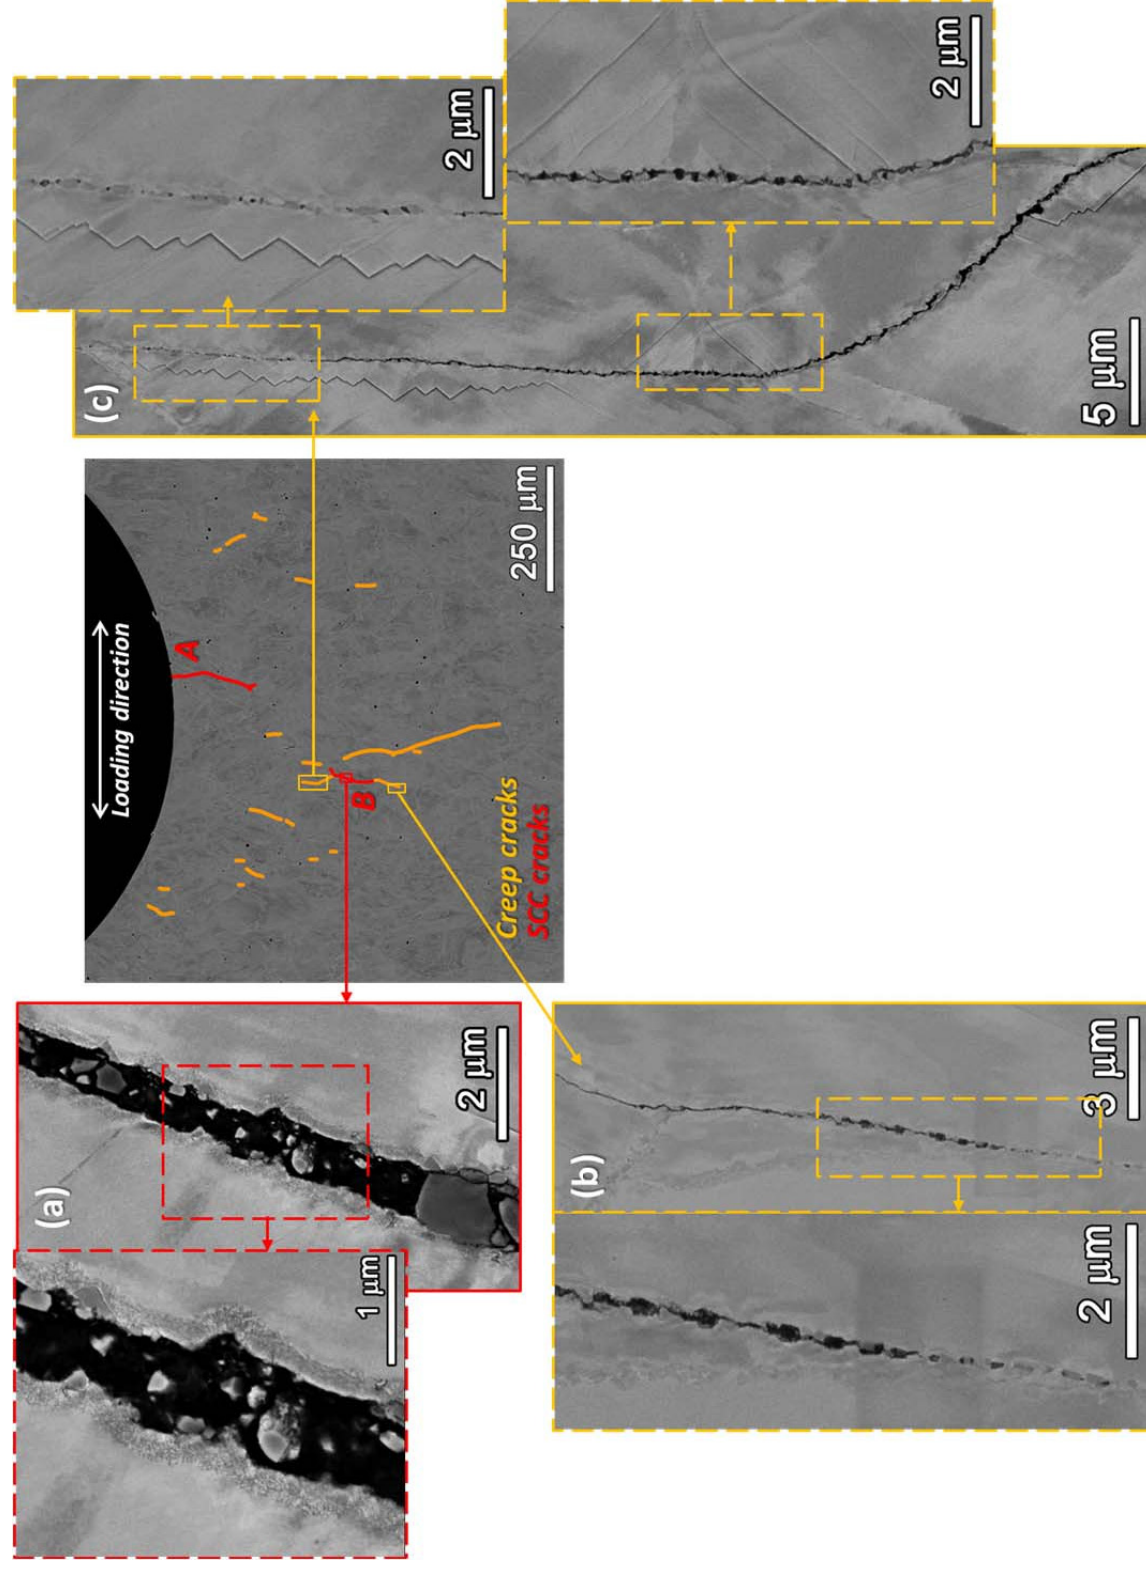 (a)
2 µm
1 µm
Loading direction
A
B
Creep cracks
SCC cracks
250 µm
(b)
3 µm
2 µm
(c)
5 µm
2 µm
2 µm